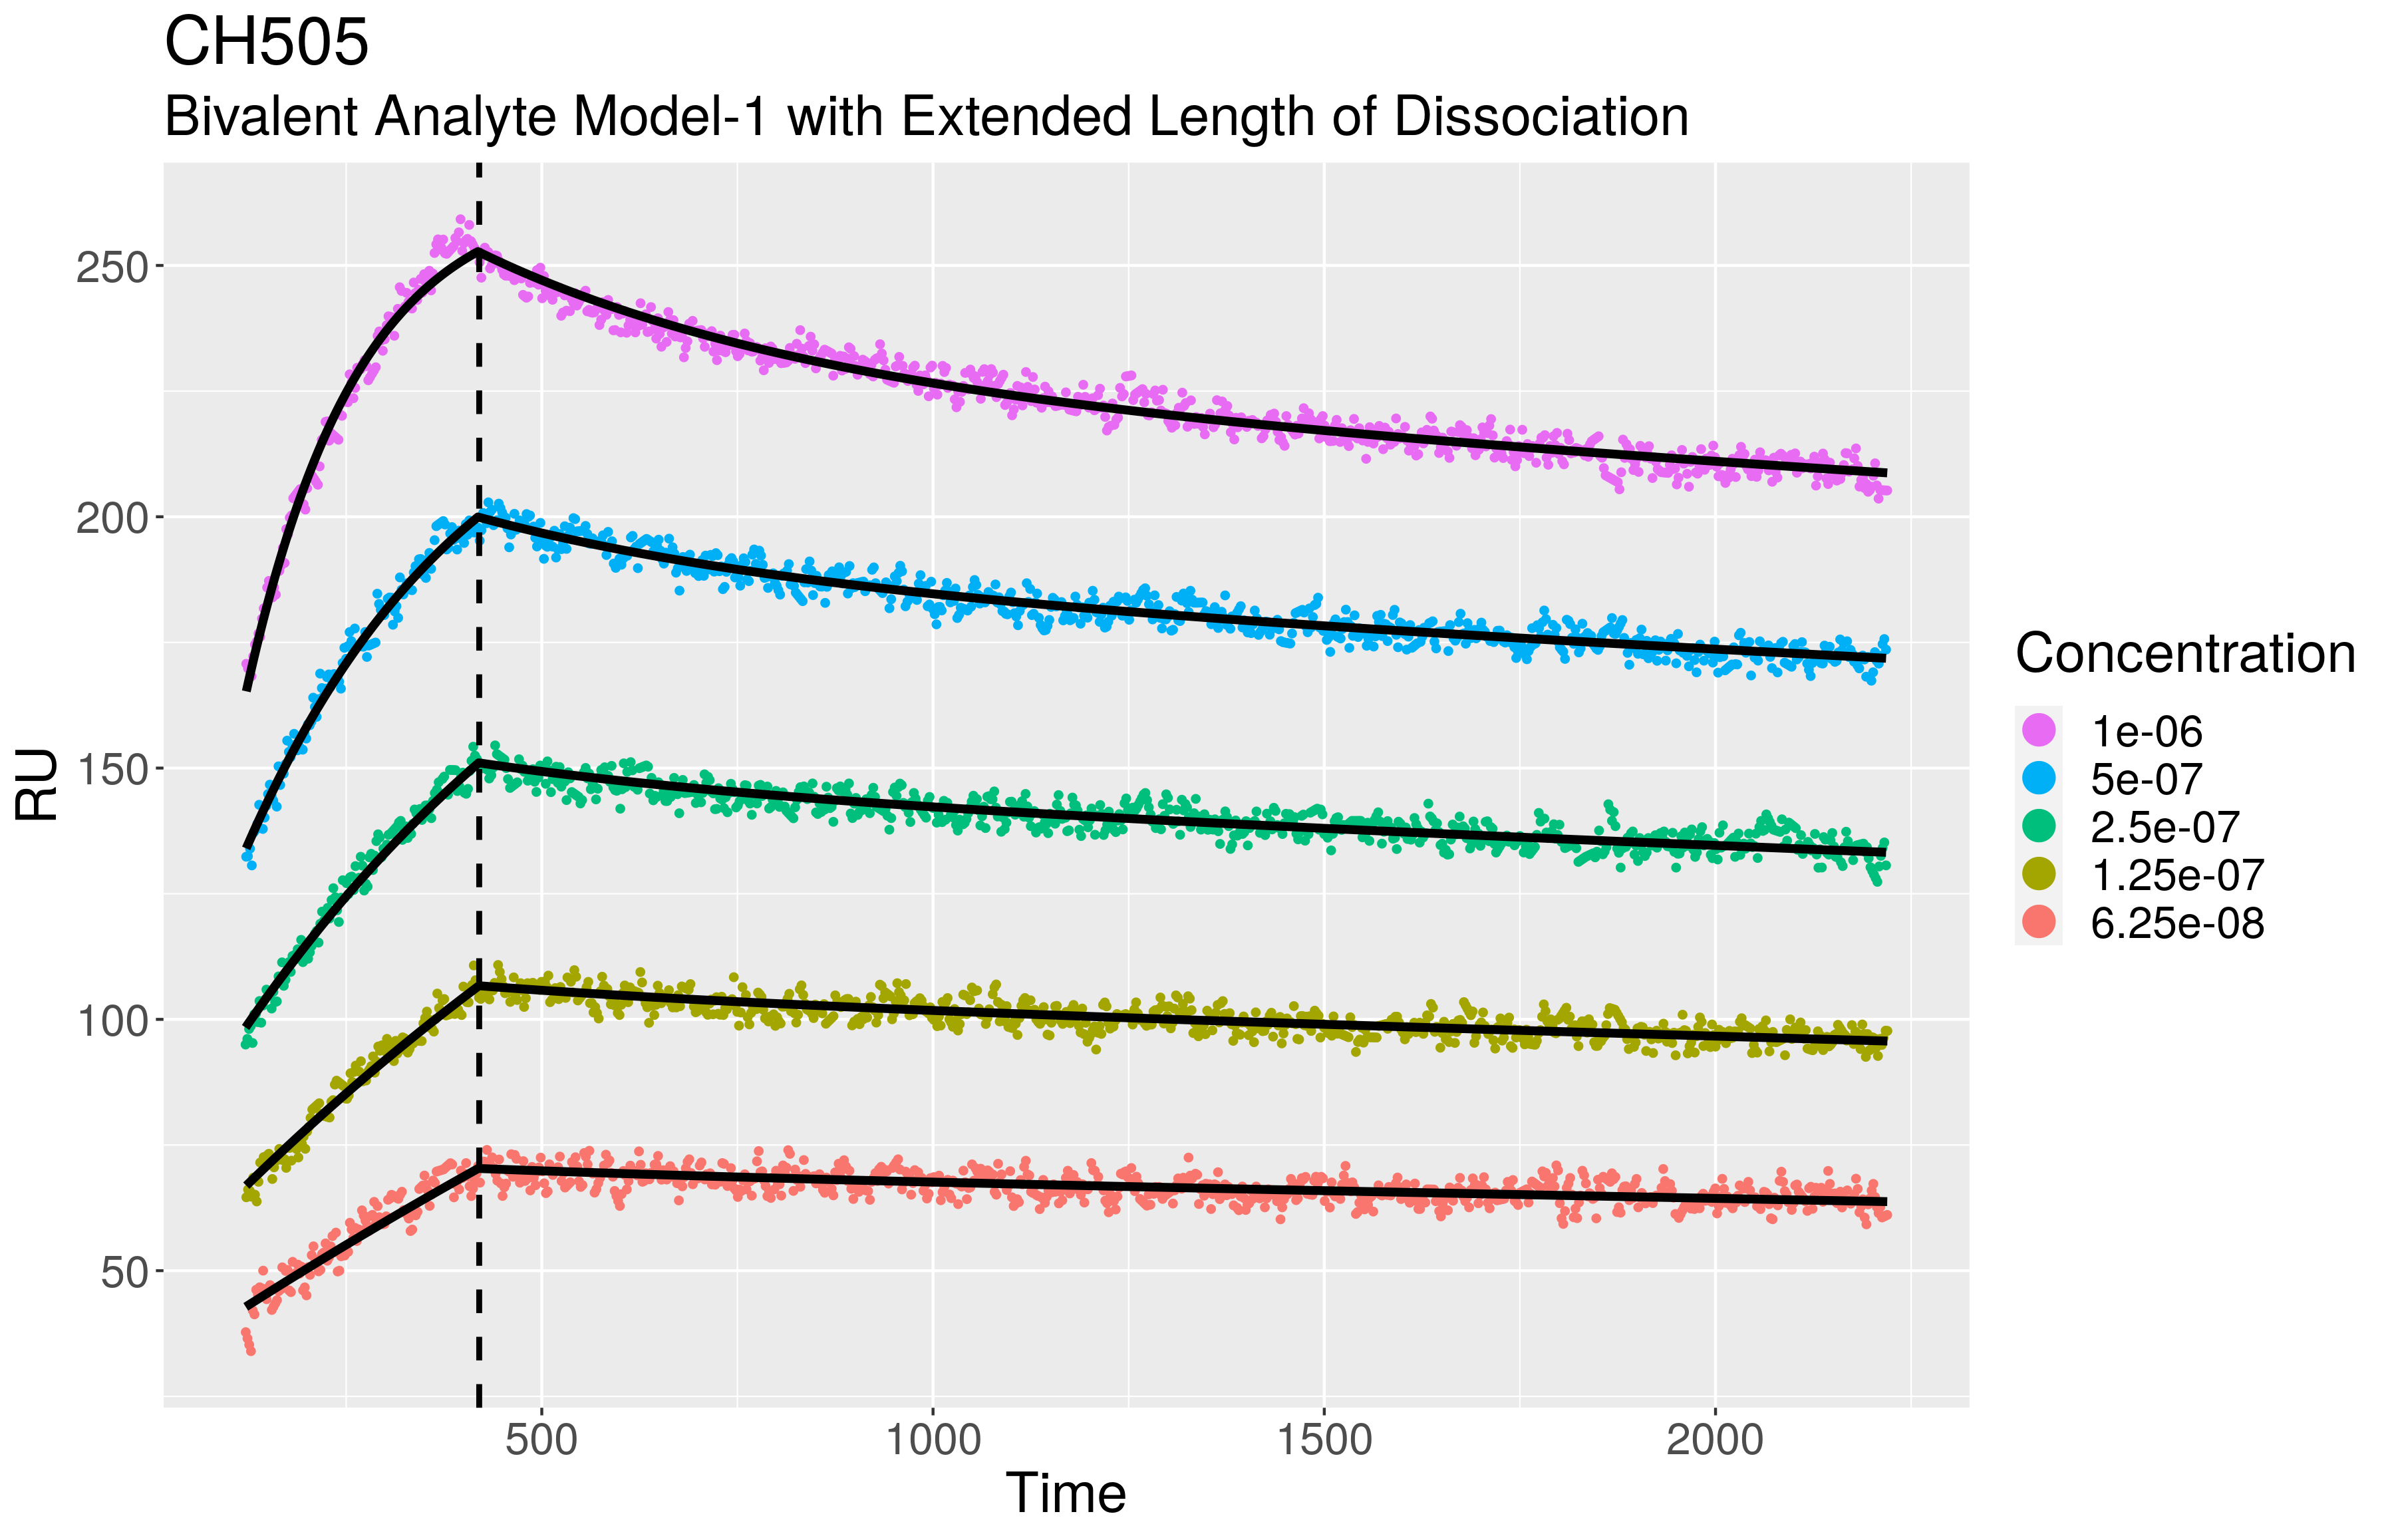 CH505
Bivalent Analyte Model-1 with Extended Length of Dissociation
RU
250
200
150
100
50
500 1000 1500 2000
Time
Concentration
1e-06
5e-07
2.5e-07
1.25e-07
6.25e-08